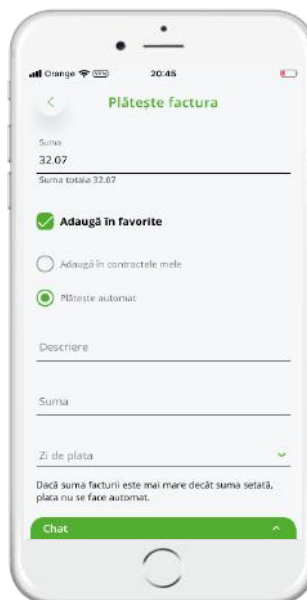 Orange VPN 20:45
Plătește factura
Suma
32.07
Suma totala 32.07
Adaugă în favorite
Adaugă în contractele mele
Plătește automat
Descriere
Suma
Zi de plata
Dacă suma facturii este mai mare decât suma setată,
plata nu se face automat.
Chat